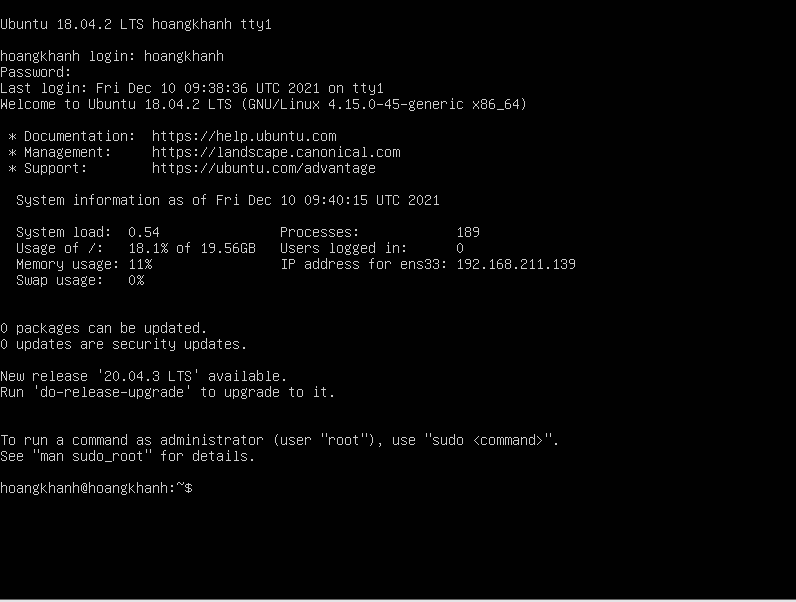 Ubuntu 18.04.2 LTS hoangkhanh tty1
hoangkhanh login: hoangkhanh
Password:
Last login: Fri Dec 10 09:38:36 UTC 2021 on tty1
Welcome to Ubuntu 18.04.2 LTS (GNU/Linux 4.15.0-45-generic x86_64)
* Documentation:  https://help.ubuntu.com
* Management:     https://landscape.canonical.com
* Support:        https://ubuntu.com/advantage
System information as of Fri Dec 10 09:40:15 UTC 2021
System load:  0.54               Processes:            189
Usage of /:   18.1% of 19.56GB   Users logged in:      0
Memory usage: 11%                IP address for ens33: 192.168.211.139
Swap usage:   0%
0 packages can be updated.
0 updates are security updates.
New release '20.04.3 LTS' available.
Run 'do-release-upgrade' to upgrade to it.
To run a command as administrator (user "root"), use "sudo <command>".
See "man sudo_root" for details.
hoangkhanh@hoangkhanh:~$